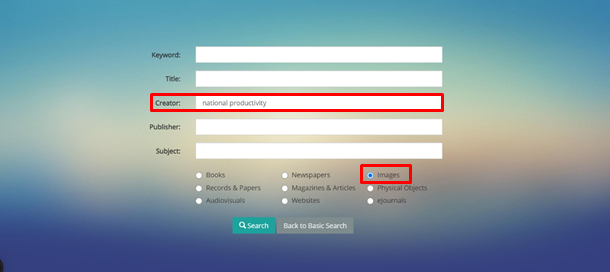 Keyword:
Title:
Creator: national productivity
Publisher:
Subject:
Books Newspapers Images
Records & Papers Magazines & Articles Physical Objects
Audiovisuals Websites eJournals
Search Back to Basic Search